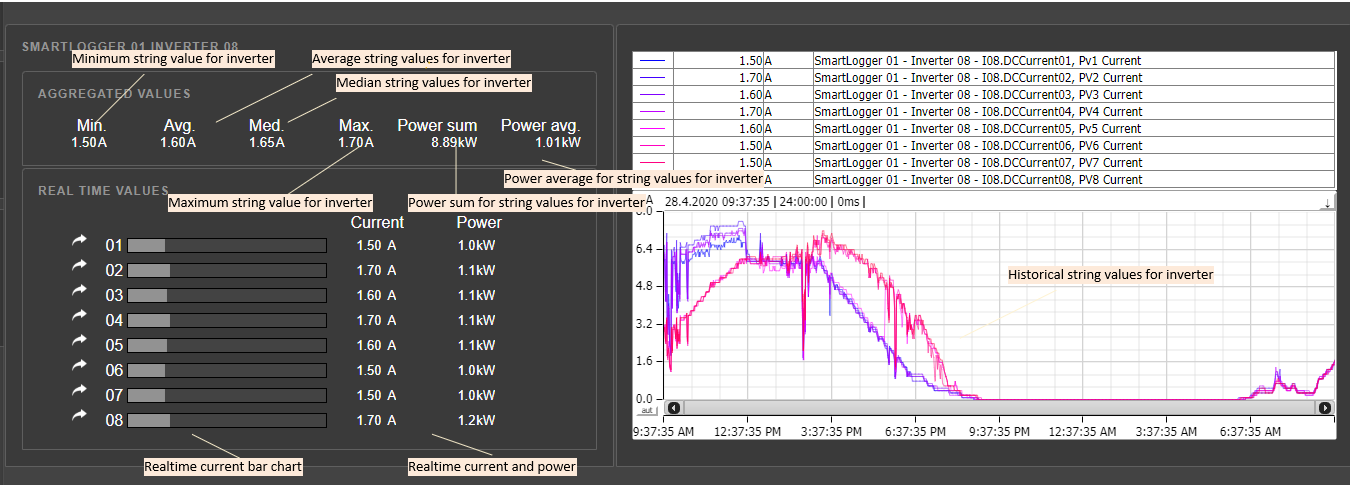 SMARTLOGGER 01 INVERTER 08
Minimum string value for inverter
Average string values for inverter
Median string values for inverter
AGGREGATED VALUES
Min. Avg. Med. Max. Power sum Power avg.
1.50 A 1.60 A 1.65 A 1.70 A 8.89kW 1.01kW
Power average for string values for inverter
REAL TIME VALUES
Maximum string value for inverter
Power sum for string values for inverter
Current Power
01 1.50 A 1.0kW
02 1.70 A 1.1kW
03 1.60 A 1.1kW
04 1.70 A 1.1kW
05 1.60 A 1.1kW
06 1.50 A 1.0kW
07 1.50 A 1.0kW
08 1.70 A 1.2kW
Realtime current bar chart
Realtime current and power
1.50 A SmartLogger 01 - Inverter 08 - I08.DCCurrent01, Pv1 Current
1.70 A SmartLogger 01 - Inverter 08 - I08.DCCurrent02, PV2 Current
1.60 A SmartLogger 01 - Inverter 08 - I08.DCCurrent03, PV3 Current
1.70 A SmartLogger 01 - Inverter 08 - I08.DCCurrent04, PV4 Current
1.60 A SmartLogger 01 - Inverter 08 - I08.DCCurrent05, Pv5 Current
1.50 A SmartLogger 01 - Inverter 08 - I08.DCCurrent06, PV6 Current
1.50 A SmartLogger 01 - Inverter 08 - I08.DCCurrent07, PV7 Current
A SmartLogger 01 - Inverter 08 - I08.DCCurrent08, PV8 Current
A 28.4.2020 09:37:35 | 24:00:00 | 0ms |
8.0
6.4
4.8
3.2
1.6
0.0
Historical string values for inverter
aut
9:37:35 AM 12:37:35 PM 3:37:35 PM 6:37:35 PM 9:37:35 PM 12:37:35 AM 3:37:35 AM 6:37:35 AM